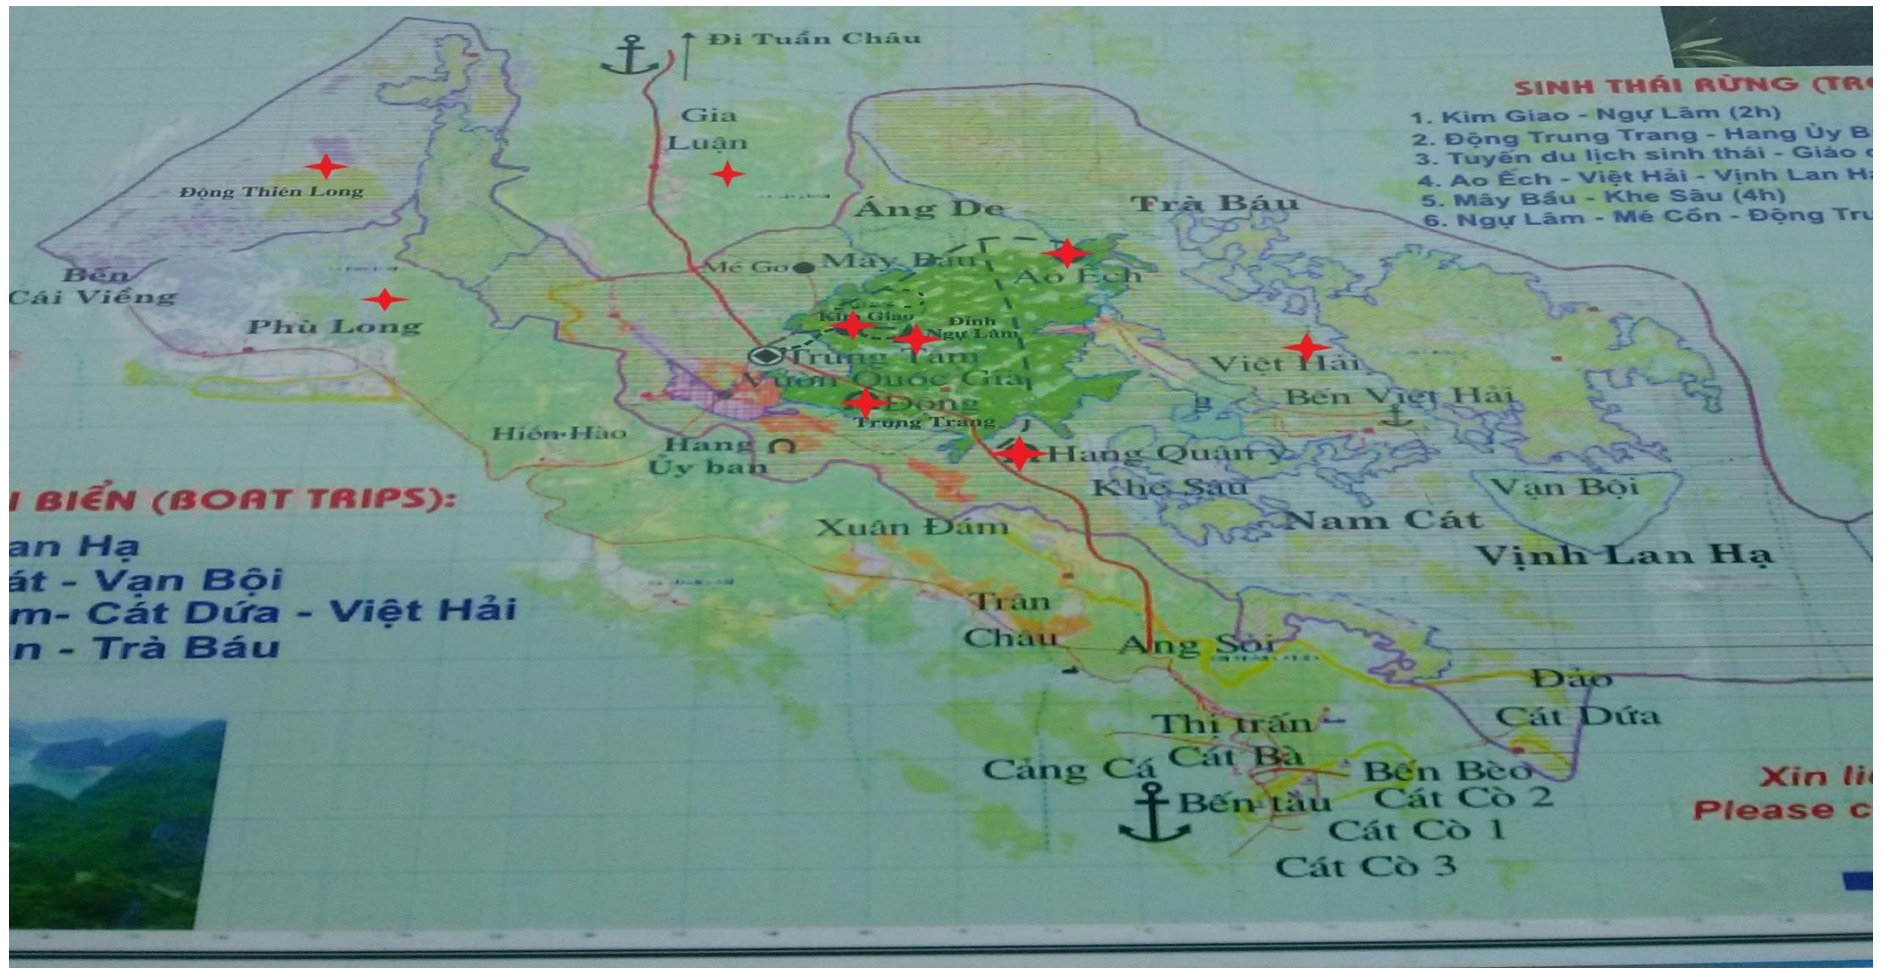 Đi Tuần Châu
SINH THÁI RỪNG (TR
1. Kim Giao - Ngự Lâm (2h)
2. Động Trung Trang - Hang Ủy B
3. Tuyến du lịch sinh thái - Giáo
4. Ao Ếch - Việt Hải - Vịnh Lan H
5. Mây Bầu - Khe Sâu (4h)
6. Ngự Lâm - Mé Cồn - Động Tru
Gia
Luận
Động Thiên Long
Áng De
Trà Báu
Bến
Cái Viềng
Mé Gơ
Mây Bầu
Ao Ếch
Phù Long
Kim Giao
Đỉnh
Ngự Lâm
Trung Tâm
Vườn Quốc Gia
Việt Hải
Bến Việt Hải
Động
Trung Trang
Hiền Hào
Hang
Ủy ban
Hang Quân y
Khe Sâu
Vạn Bội
Nam Cát
Vịnh Lan Hạ
I BIỂN (BOAT TRIPS):
an Hạ
át - Vạn Bội
m- Cát Dứa - Việt Hải
n - Trà Báu
Xuân Đám
Trân
Châu
Ang Sỏi
Đảo
Cát Dứa
Thị trấn
Cát Bà
Cảng Cá
Bến Bèo
Bến tàu
Cát Cò 2
Cát Cò 1
Cát Cò 3
Xin li
Please c